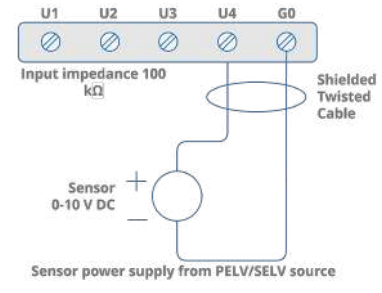 U1 U2 U3 U4 G0
Input impedance 100
kΩ
Shielded
Twisted
Cable
+
Sensor
0-10 V DC
—
Sensor power supply from PELV/SELV source